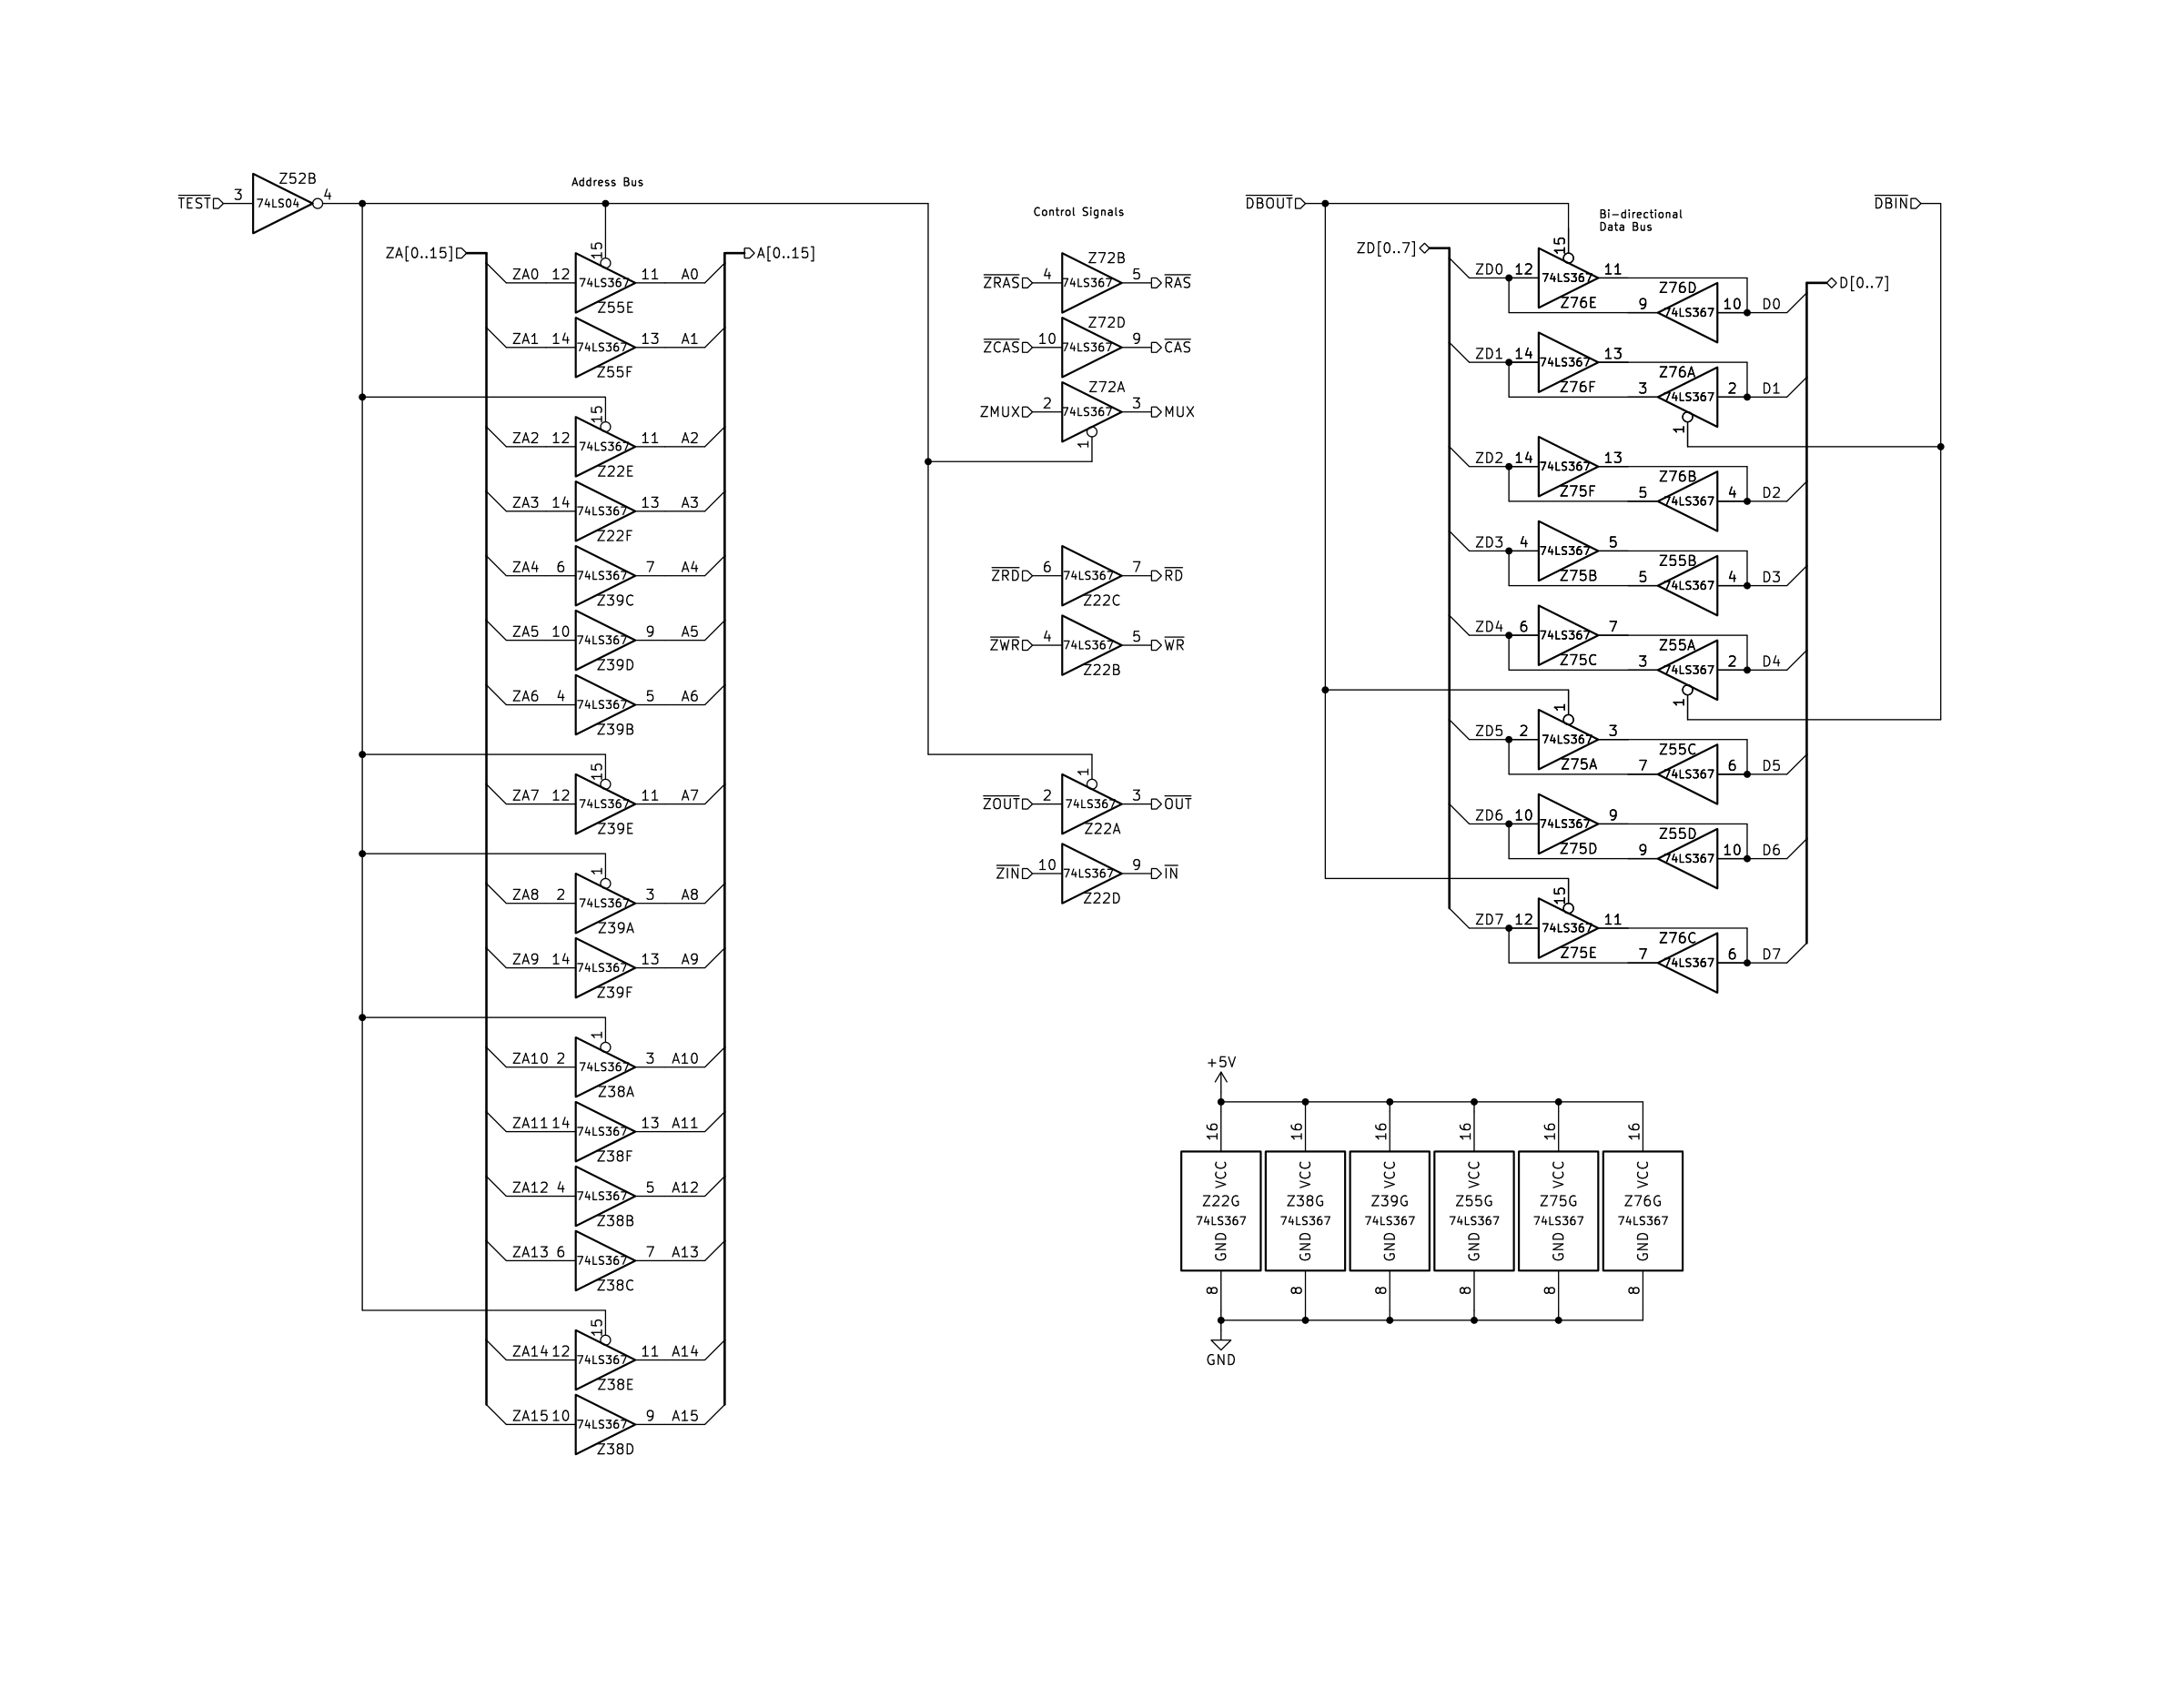 TEST 3 74LS04 Z52B 4
Address Bus
ZA[0..15] A[0..15]
15
ZA0 12 74LS367 11 A0
Z55E
ZA1 14 74LS367 13 A1
Z55F
15
ZA2 12 74LS367 11 A2
Z22E
ZA3 14 74LS367 13 A3
Z22F
ZA4 6 74LS367 7 A4
Z39C
ZA5 10 74LS367 9 A5
Z39D
ZA6 4 74LS367 5 A6
Z39B
15
ZA7 12 74LS367 11 A7
Z39E
1
ZA8 2 74LS367 3 A8
Z39A
ZA9 14 74LS367 13 A9
Z39F
1
ZA10 2 74LS367 3 A10
Z38A
ZA11 14 74LS367 13 A11
Z38F
ZA12 4 74LS367 5 A12
Z38B
ZA13 6 74LS367 7 A13
Z38C
15
ZA14 12 74LS367 11 A14
Z38E
ZA15 10 74LS367 9 A15
Z38D
Control Signals
Z72B
ZRAS 4 74LS367 5 RAS
Z72D
ZCAS 10 74LS367 9 CAS
Z72A
ZMUX 2 74LS367 3 MUX
1
ZRD 6 74LS367 7 RD
Z22C
ZWR 4 74LS367 5 WR
Z22B
1
ZOUT 2 74LS367 3 OUT
Z22A
ZIN 10 74LS367 9 IN
Z22D
DBOUT DBIN
Bi-directional
Data Bus
ZD[0..7] D[0..7]
15
ZD0 12 74LS367 11
Z76E Z76D
9 74LS367 10 D0
ZD1 14 74LS367 13
Z76F Z76A
3 74LS367 2 D1
1
ZD2 14 74LS367 13
Z75F Z76B
5 74LS367 4 D2
ZD3 4 74LS367 5
Z75B Z55B
5 74LS367 4 D3
ZD4 6 74LS367 7
Z75C Z55A
3 74LS367 2 D4
1
1
ZD5 2 74LS367 3
Z75A Z55C
7 74LS367 6 D5
ZD6 10 74LS367 9
Z75D Z55D
9 74LS367 10 D6
15
ZD7 12 74LS367 11
Z75E Z76C
7 74LS367 6 D7
+5V
16 16 16 16 16 16
VCC VCC VCC VCC VCC VCC
Z22G Z38G Z39G Z55G Z75G Z76G
74LS367 74LS367 74LS367 74LS367 74LS367 74LS367
GND GND GND GND GND GND
8 8 8 8 8 8
GND